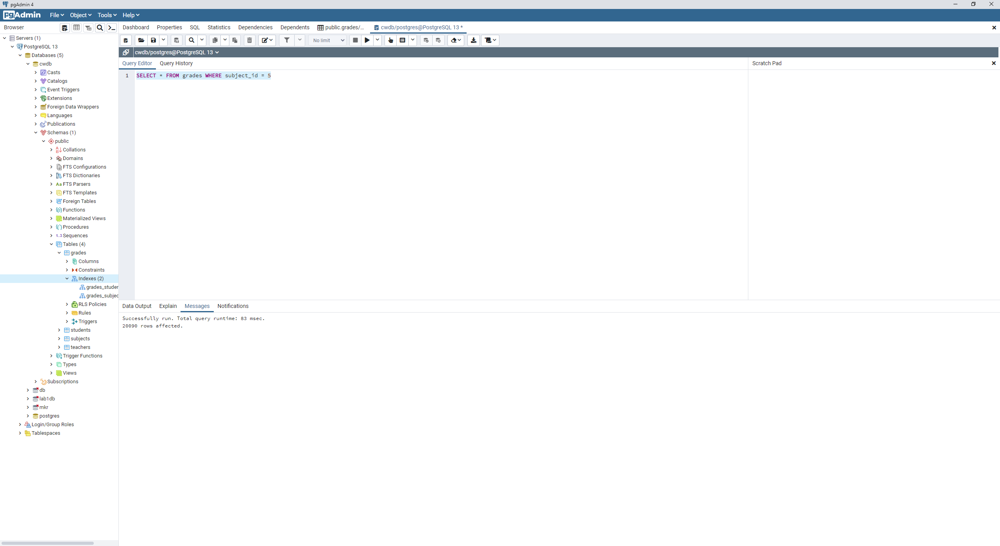 pgAdmin 4
pgAdmin File Object Tools Help
Browser
Dashboard Properties SQL Statistics Dependencies Dependents public.grades/... cwdb/postgres@PostgreSQL 13 *
No limit
cwdb/postgres@PostgreSQL 13
Query Editor Query History
Scratch Pad
1 SELECT * FROM grades WHERE subject_id = 5
Servers (1)
PostgreSQL 13
Databases (5)
cwdb
Casts
Catalogs
Event Triggers
Extensions
Foreign Data Wrappers
Languages
Publications
Schemas (1)
public
Collations
Domains
FTS Configurations
FTS Dictionaries
Aa FTS Parsers
FTS Templates
Foreign Tables
Functions
Materialized Views
Procedures
1..3 Sequences
Tables (4)
grades
Columns
Constraints
Indexes (2)
grades_studer
grades_subjec
RLS Policies
Rules
Triggers
students
subjects
teachers
Trigger Functions
Types
Views
Subscriptions
db
lab1db
mkr
postgres
Login/Group Roles
Tablespaces
Data Output Explain Messages Notifications
Successfully run. Total query runtime: 83 msec.
20090 rows affected.